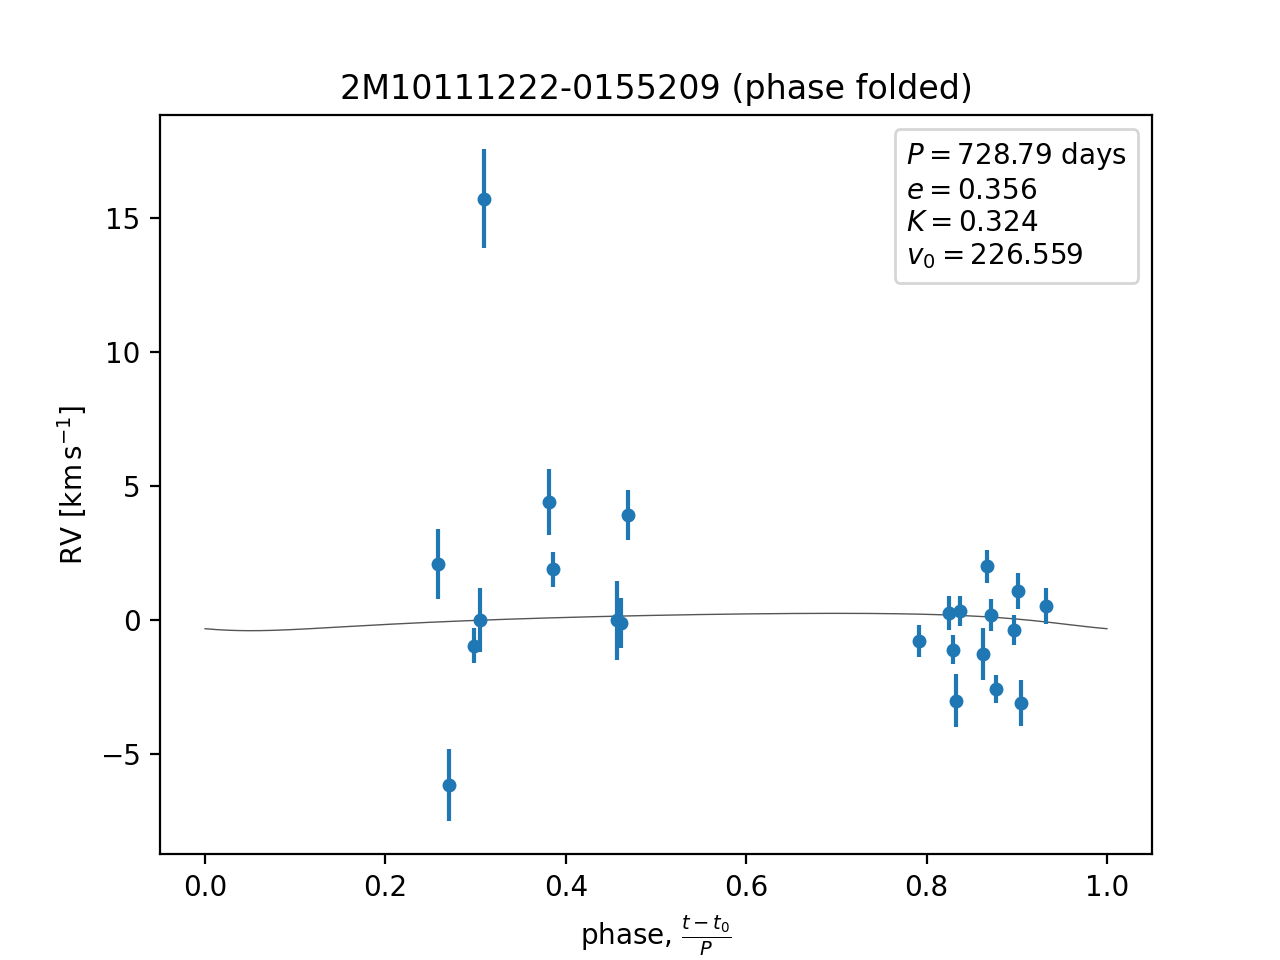 2M10111222-0155209 (phase folded)
P = 728.79 days
e = 0.356
K = 0.324
v₀ = 226.559
15
10
5
0
−5
RV [km s⁻¹]
0.0 0.2 0.4 0.6 0.8 1.0
phase, (t − t₀)/P